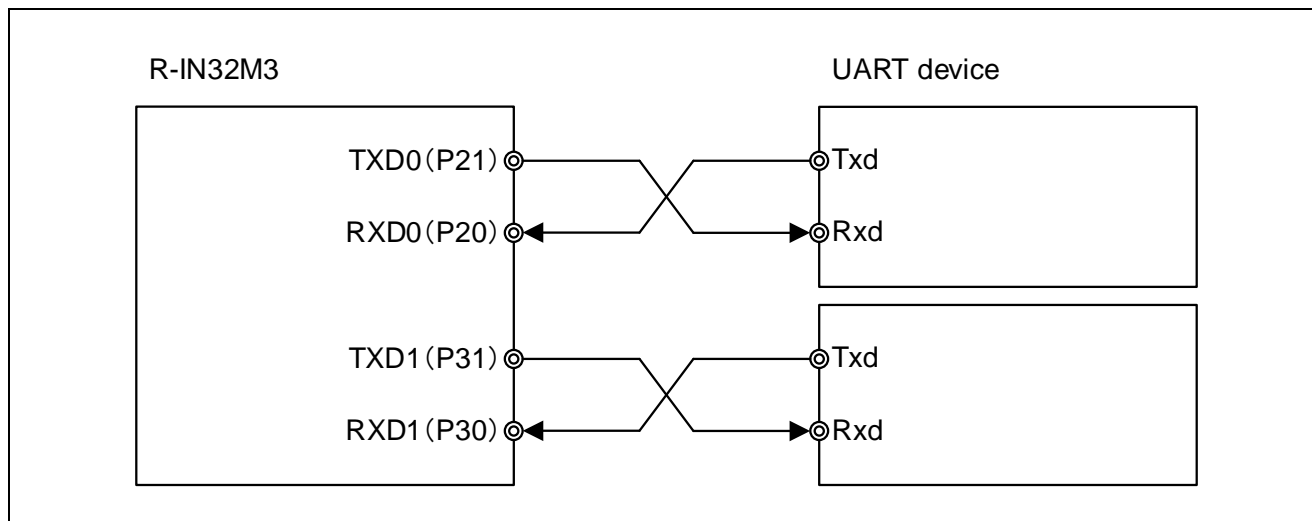 R-IN32M3
UART device
TXD0(P21)
Txd
RXD0(P20)
Rxd
TXD1(P31)
Txd
RXD1(P30)
Rxd